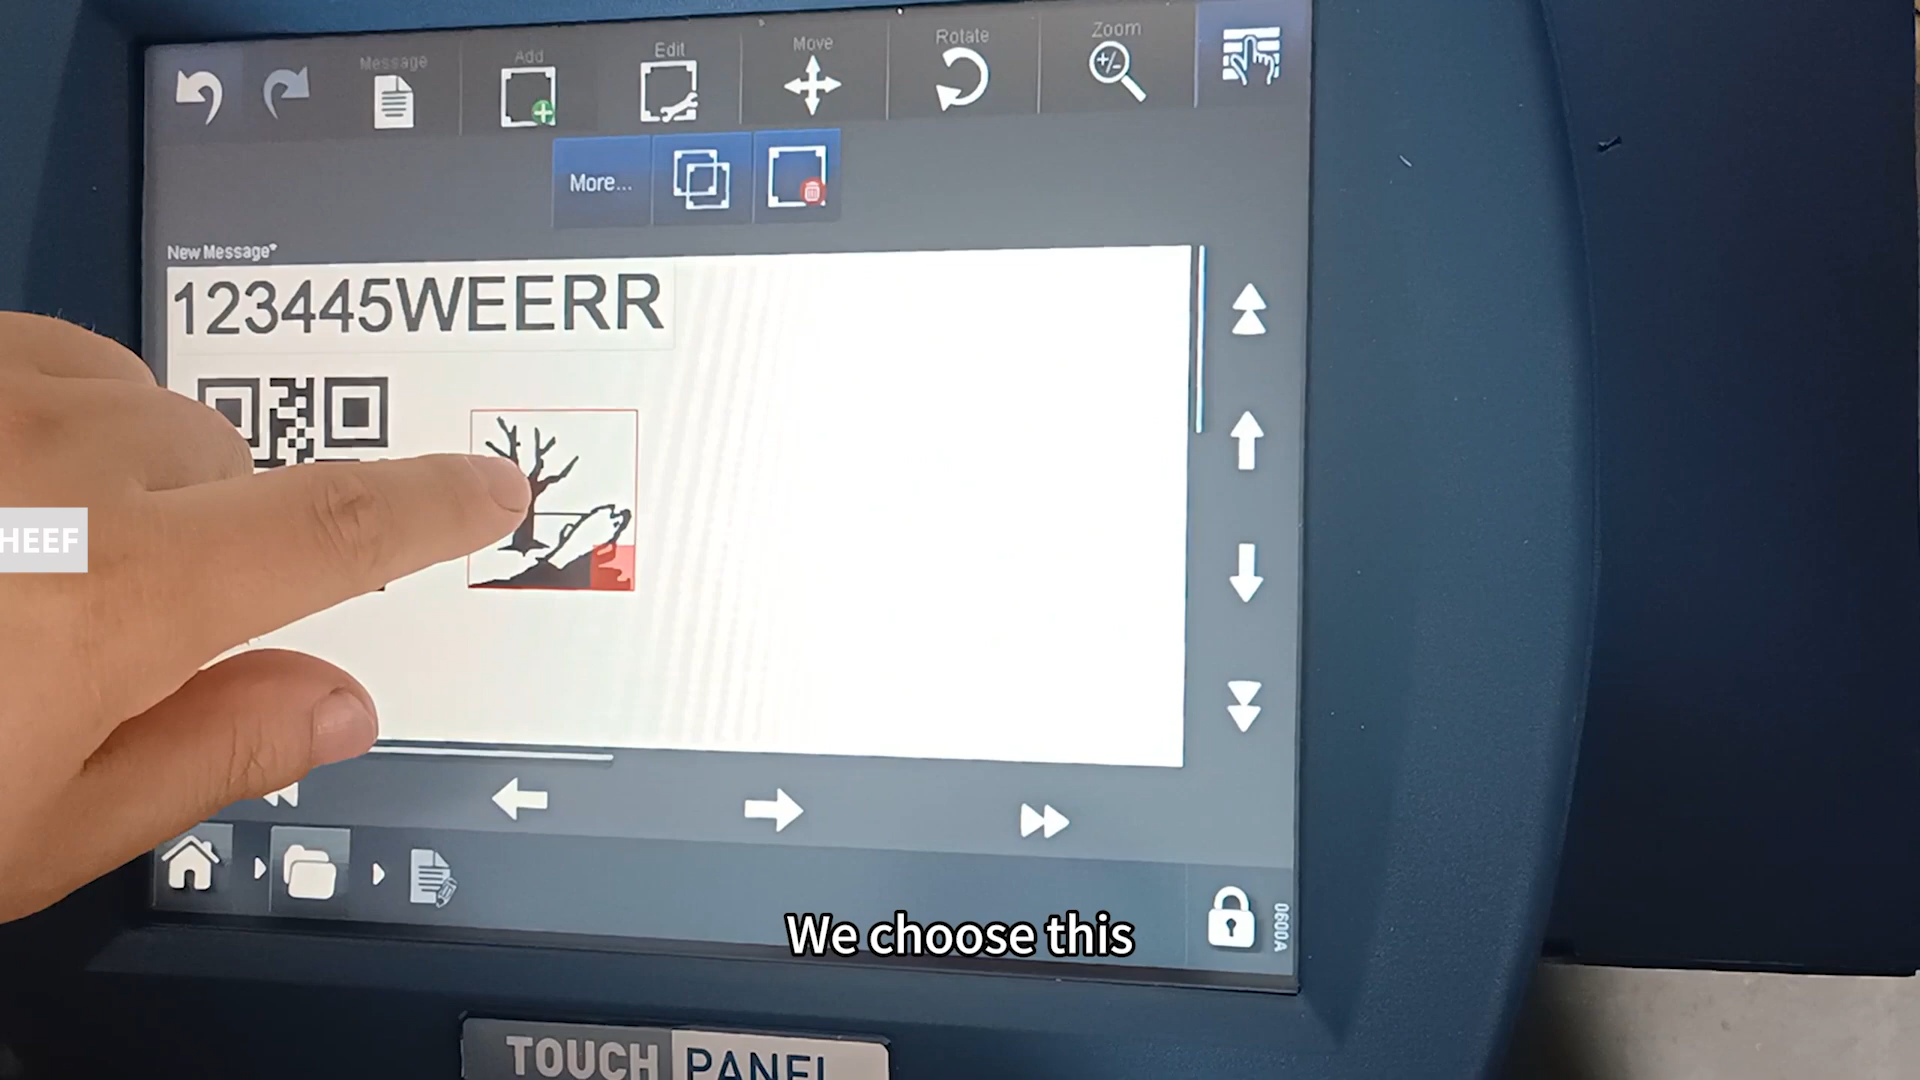 Message
Add
Edit
Move
Rotate
Zoom
+/-
More...
New Message*
123445WEERR
HEEF
0600A
We choose this
TOUCH PANEL